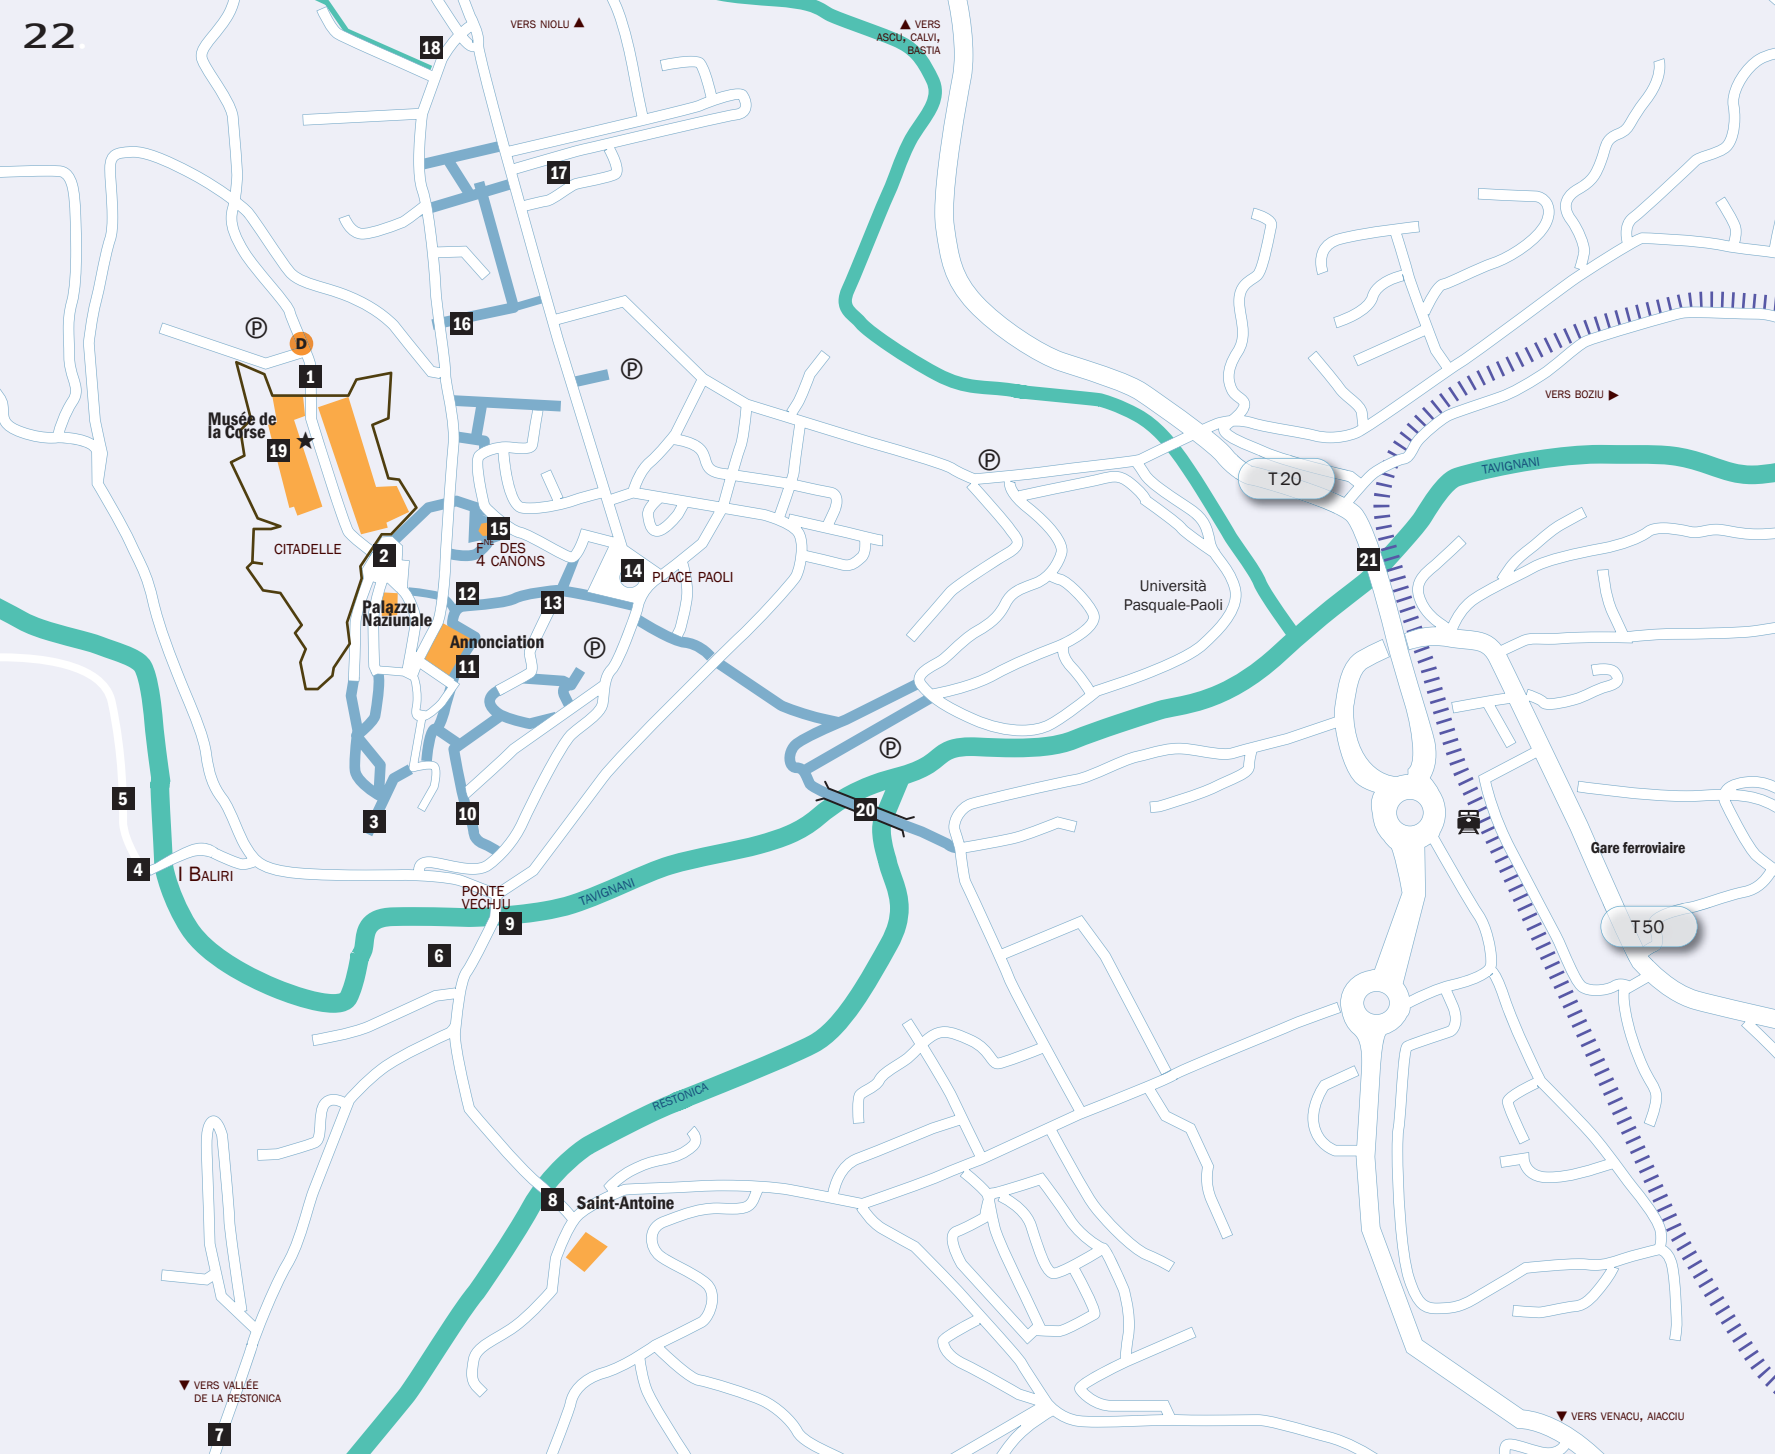 22.
18
VERS NIOLU
VERS
ASCU, CALVI,
BASTIA
17
16
P
D
1
P
Musée de
la Corse
19
VERS BOZIU
P
T20
TAVIGNANI
15
F NE DES
4 CANONS
CITADELLE
2
14
PLACE PAOLI
21
12
13
Università
Pasquale-Paoli
Palazzu
Naziunale
Annonciation
11
P
P
5
3
10
20
4
I BALIRI
Gare ferroviaire
PONTE
VECHJU
TAVIGNANI
9
T50
6
RESTONICA
8
Saint-Antoine
VERS VALLÉE
DE LA RESTONICA
7
VERS VENACU, AIACCIU